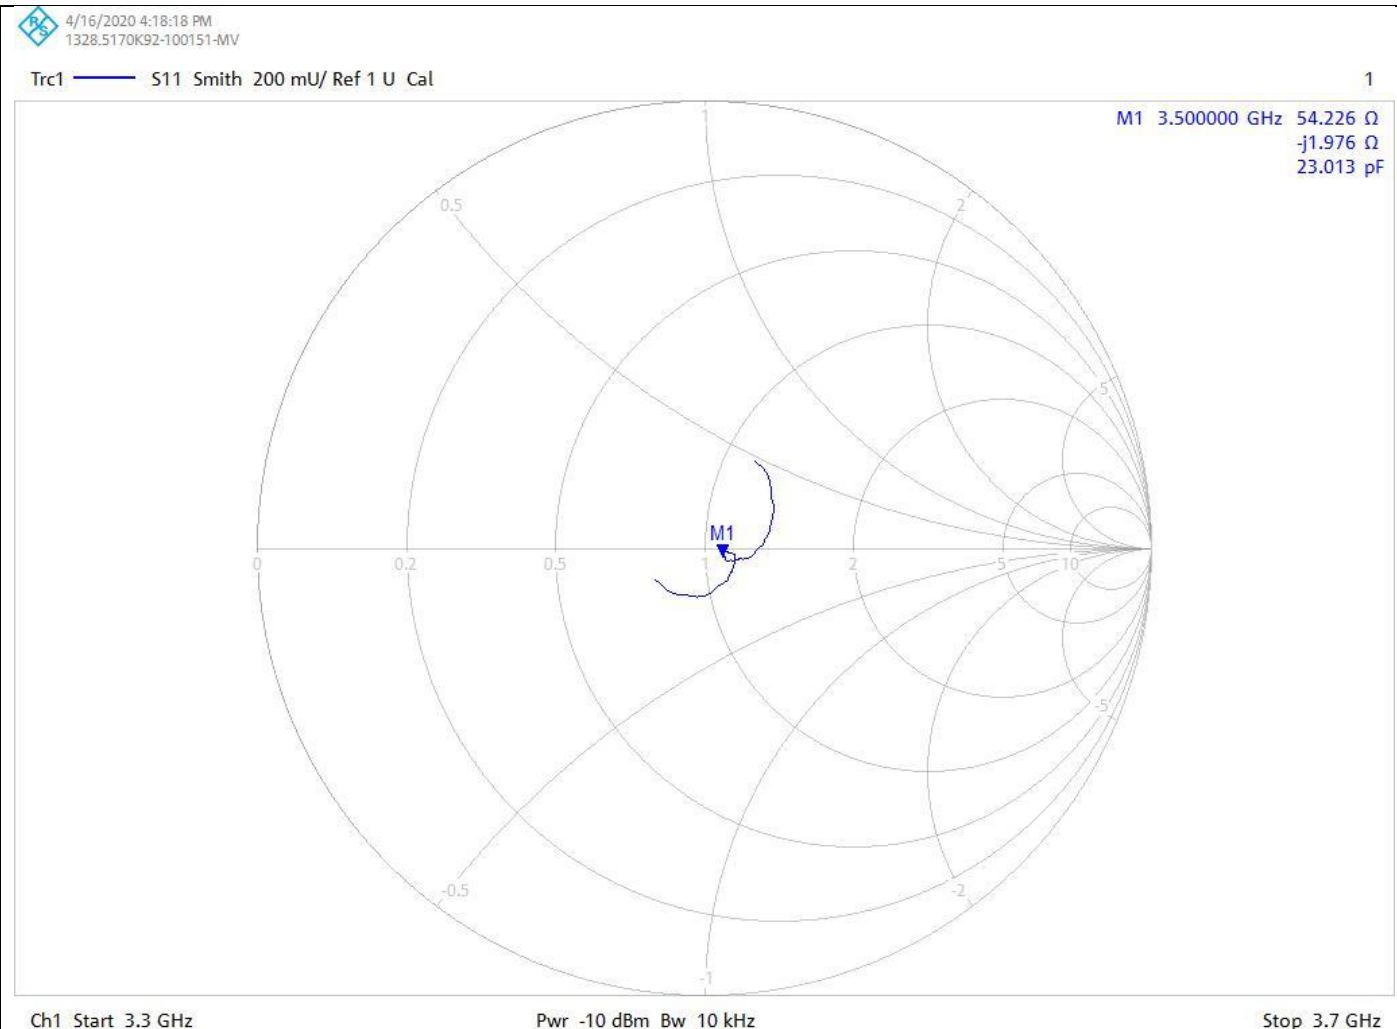 R/S
4/16/2020 4:18:18 PM
1328.5170K92-100151-MV
Trc1 S11 Smith 200 mU/ Ref 1 U Cal 1
M1 3.500000 GHz 54.226 Ω
-j1.976 Ω
23.013 pF
1
0.5
2
5
M1
0
0.2
0.5
1
2
5
10
-5
-0.5
-2
-1
Ch1 Start 3.3 GHz Pwr -10 dBm Bw 10 kHz Stop 3.7 GHz